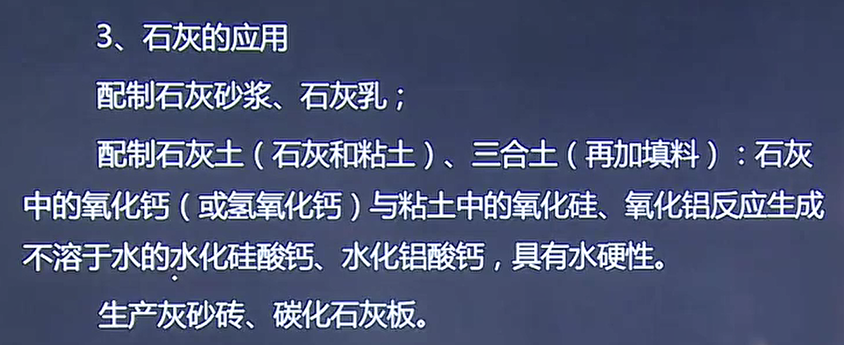 3、石灰的应用
配制石灰砂浆、石灰乳；
配制石灰土（石灰和粘土）、三合土（再加填料）：石灰
中的氧化钙（或氢氧化钙）与粘土中的氧化硅、氧化铝反应生成
不溶于水的水化硅酸钙、水化铝酸钙，具有水硬性。
生产灰砂砖、碳化石灰板。